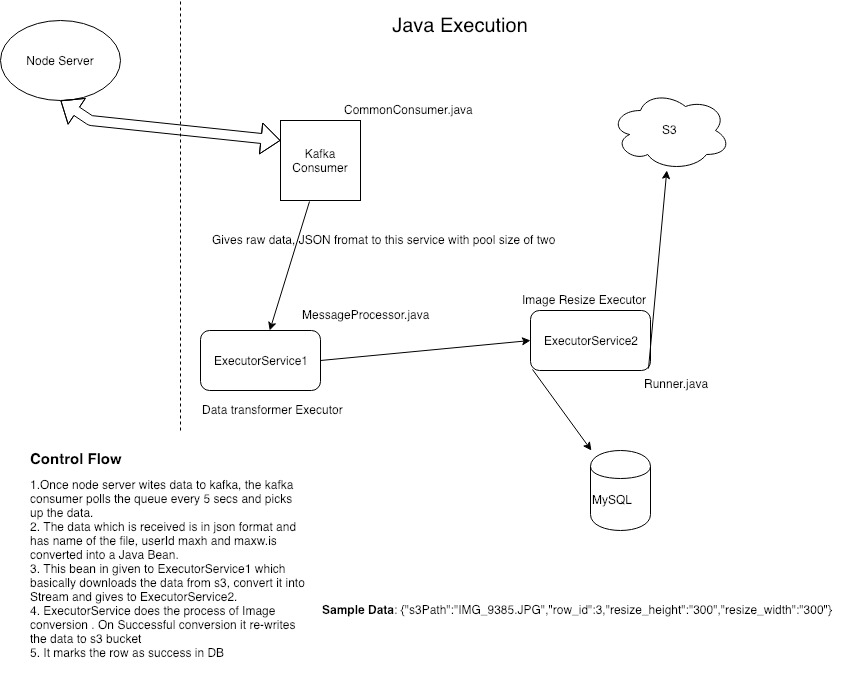 Java Execution
Node Server
CommonConsumer.java
Kafka
Consumer
S3
Gives raw data, JSON fromat to this service with pool size of two
Image Resize Executor
MessageProcessor.java
ExecutorService2
ExecutorService1
Runner.java
Data transformer Executor
Control Flow
1.Once node server wites data to kafka, the kafka
consumer polls the queue every 5 secs and picks
up the data.
2. The data which is received is in json format and
has name of the file, userId maxh and maxw.is
converted into a Java Bean.
3. This bean in given to ExecutorService1 which
basically downloads the data from s3, convert it into
Stream and gives to ExecutorService2.
4. ExecutorService does the process of Image
conversion . On Successful conversion it re-writes
the data to s3 bucket
5. It marks the row as success in DB
MySQL
Sample Data: {"s3Path":"IMG_9385.JPG","row_id":3,"resize_height":"300","resize_width":"300"}